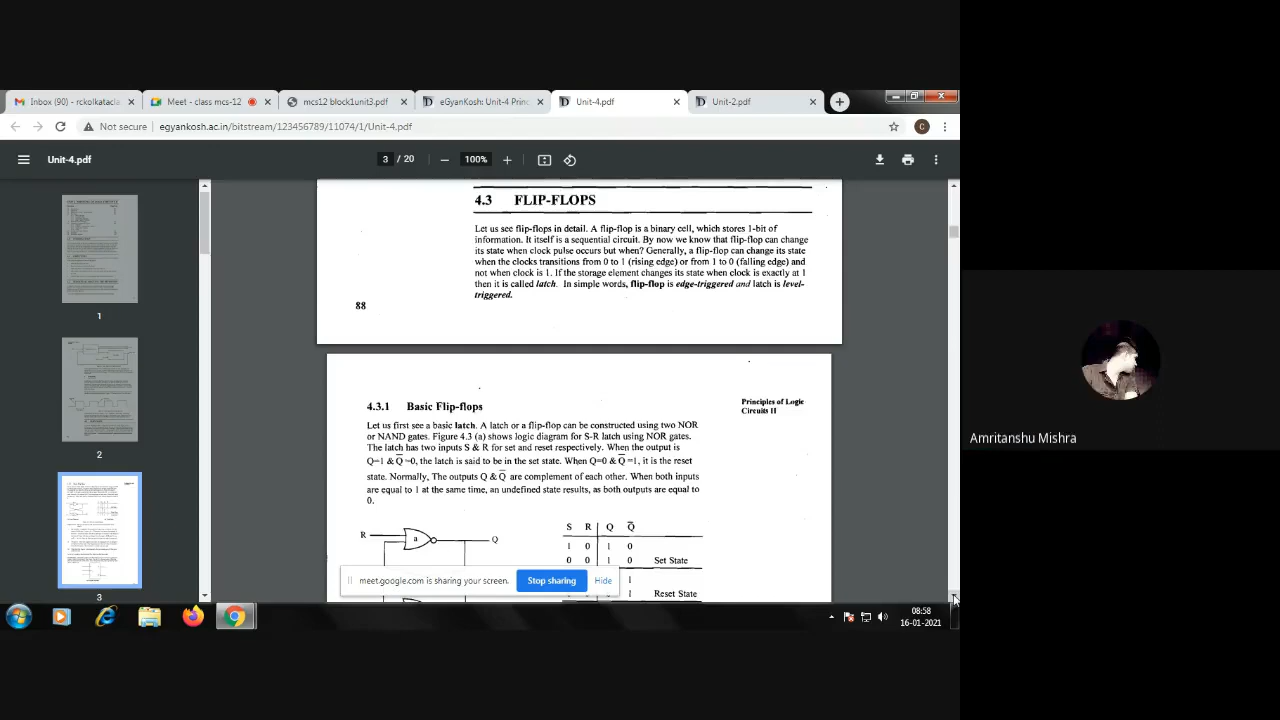 Inbox (90) - rckolkatacla
Meet - class mcs-12
mcs12 block1unit3.pdf
eGyanKosh: Unit-4 Princ
Unit-4.pdf
Unit-2.pdf
Not secure
egyankosh.ac.in/bitstream/123456789/11074/1/Unit-4.pdf
C
Unit-4.pdf
3 / 20
100%
1
2
3
4.3 FLIP-FLOPS
Let us see flip-flops in detail. A flip-flop is a binary cell, which stores 1-bit of
information. It itself is a sequential circuit. By now we know that flip-flop can change
its state when clock pulse occurs but when? Generally, a flip-flop can change its state
when the clocks transitions from 0 to 1 (rising edge) or from 1 to 0 (falling edge) and
not when clock is 1. If the storage element changes its state when clock is exactly at 1
then it is called latch. In simple words, flip-flop is edge-triggered and latch is level-
triggered.
88
4.3.1 Basic Flip-flops
Principles of Logic
Circuits II
Let us first see a basic latch. A latch or a flip-flop can be constructed using two NOR
or NAND gates. Figure 4.3 (a) shows logic diagram for S-R latch using NOR gates.
The latch has two inputs S & R for set and reset respectively. When the output is
Q=1 & Q̅ =0, the latch is said to be in the set state. When Q=0 & Q̅ =1, it is the reset
state. Normally, The outputs Q & Q̅ are complement of each other. When both inputs
are equal to 1 at the same time, an undefined state results, as both outputs are equal to
0.
R
a
Q
S R Q Q̅
1 0 1 0
0 0 1 0 Set State
1
1 Reset State
meet.google.com is sharing your screen.
Stop sharing
Hide
08:58
16-01-2021
Amritanshu Mishra